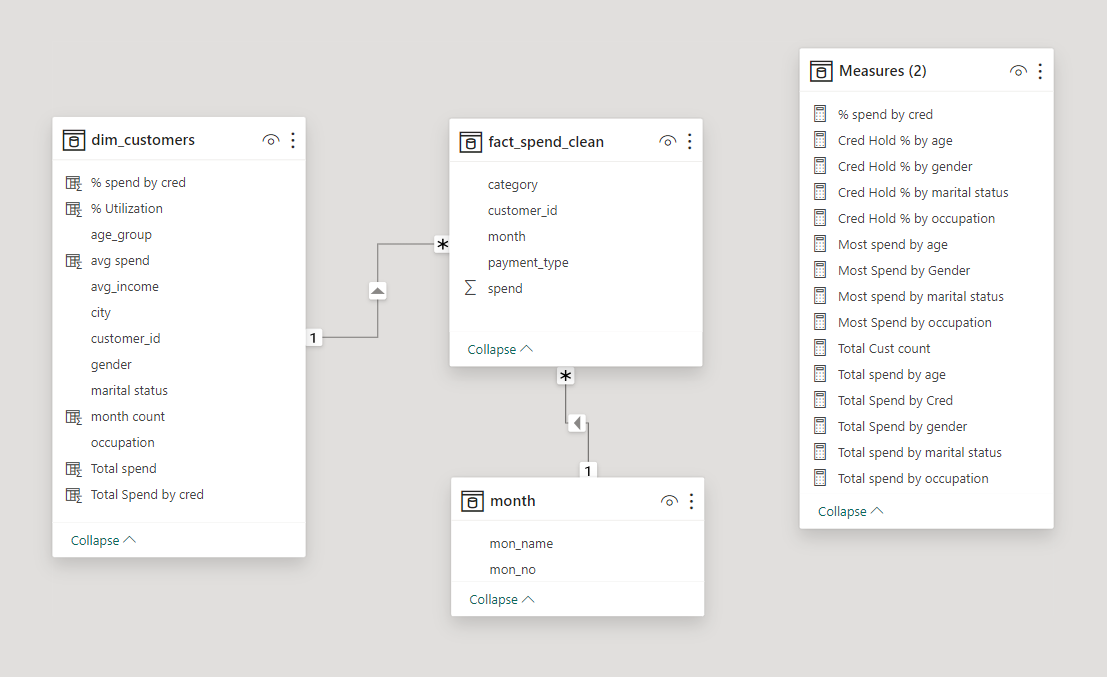 dim_customers
% spend by cred
% Utilization
age_group
avg spend
avg_income
city
customer_id
gender
marital status
month count
occupation
Total spend
Total Spend by cred
Collapse
1
*
fact_spend_clean
category
customer_id
month
payment_type
spend
Collapse
*
1
month
mon_name
mon_no
Collapse
Measures (2)
% spend by cred
Cred Hold % by age
Cred Hold % by gender
Cred Hold % by marital status
Cred Hold % by occupation
Most spend by age
Most Spend by Gender
Most spend by marital status
Most Spend by occupation
Total Cust count
Total spend by age
Total Spend by Cred
Total Spend by gender
Total spend by marital status
Total spend by occupation
Collapse